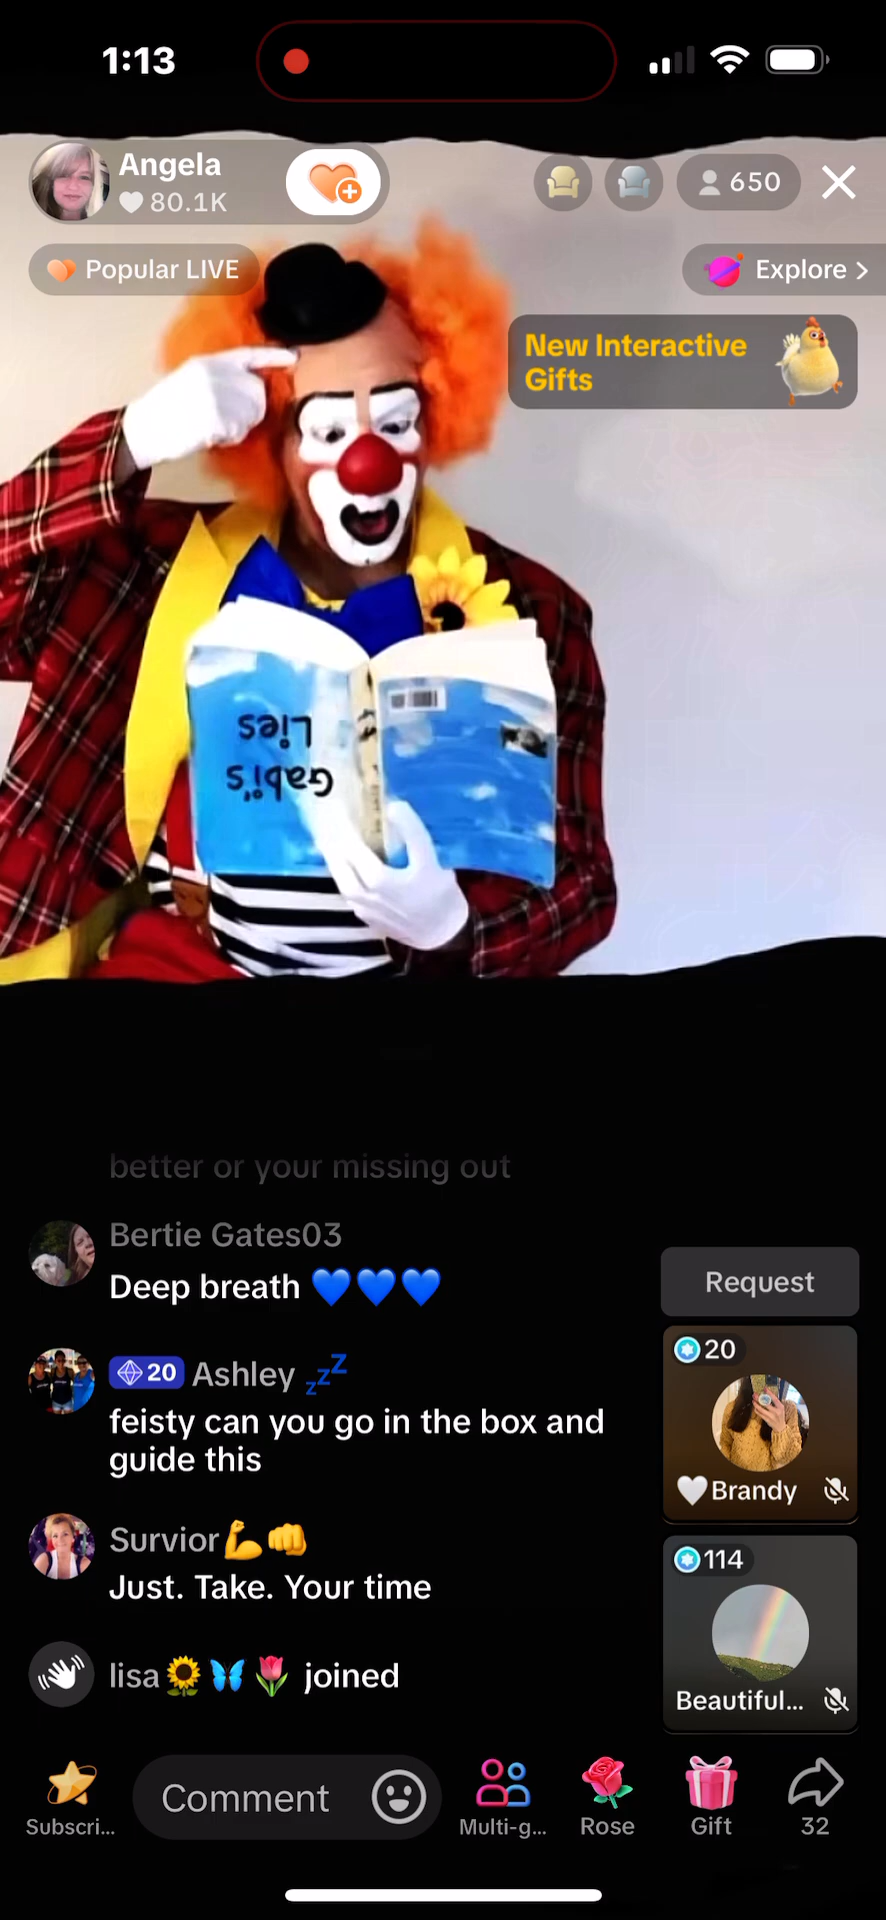 1:13
Angela
80.1K
650
Popular LIVE
Explore >
New Interactive
Gifts
Gabi's
Lies
better or your missing out
Bertie Gates03
Deep breath 💙💙💙
Request
20
20 Ashley 💤
feisty can you go in the box and
guide this
🤍Brandy
Survior💪👊
Just. Take. Your time
114
lisa🌻🦋🌷 joined
Beautiful...
Comment
Subscri...
Multi-g...
Rose
Gift
32